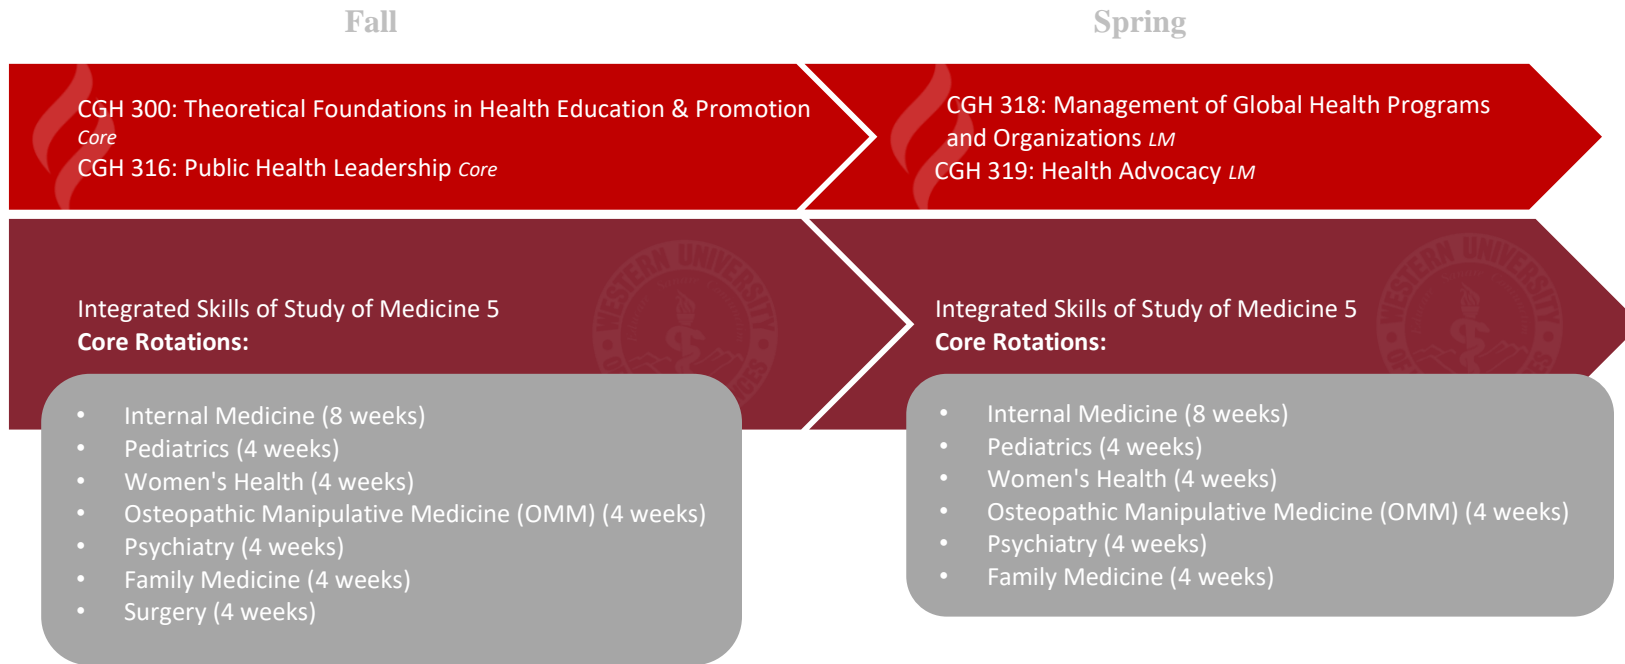 Fall
Spring
CGH 300: Theoretical Foundations in Health Education & Promotion
Core
CGH 316: Public Health Leadership Core
CGH 318: Management of Global Health Programs
and Organizations LM
CGH 319: Health Advocacy LM
Integrated Skills of Study of Medicine 5
Core Rotations:
• Internal Medicine (8 weeks)
• Pediatrics (4 weeks)
• Women's Health (4 weeks)
• Osteopathic Manipulative Medicine (OMM) (4 weeks)
• Psychiatry (4 weeks)
• Family Medicine (4 weeks)
• Surgery (4 weeks)
Integrated Skills of Study of Medicine 5
Core Rotations:
• Internal Medicine (8 weeks)
• Pediatrics (4 weeks)
• Women's Health (4 weeks)
• Osteopathic Manipulative Medicine (OMM) (4 weeks)
• Psychiatry (4 weeks)
• Family Medicine (4 weeks)
WESTERN UNIVERSITY
WESTERN UNIVERSITY